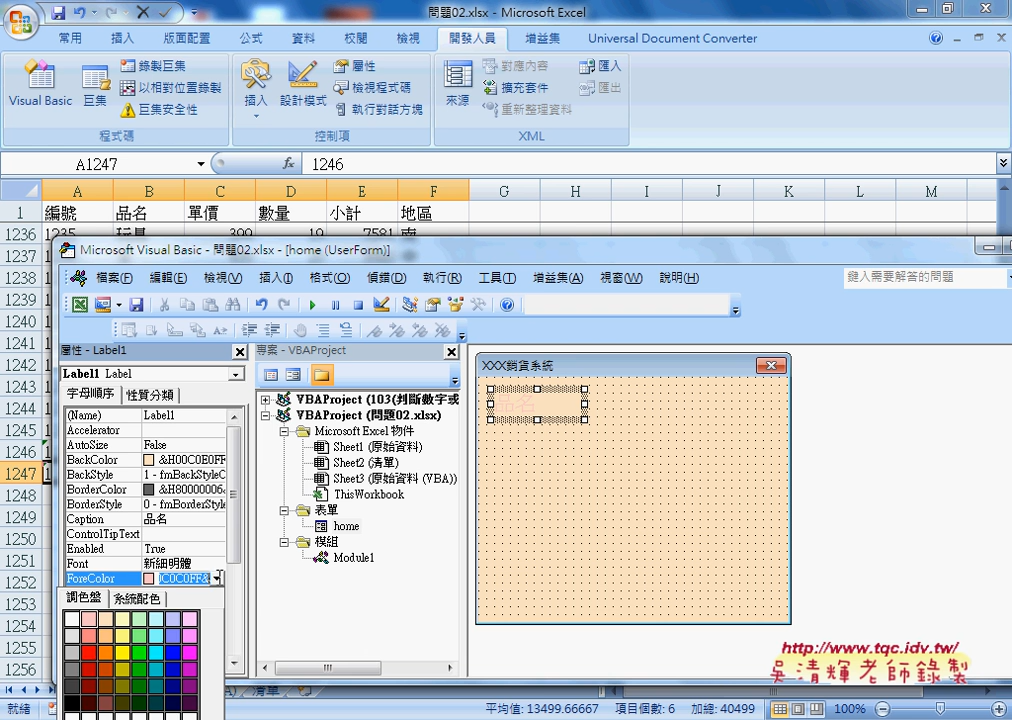 問題02.xlsx - Microsoft Excel
常用 插入 版面配置 公式 資料 校閱 檢視 開發人員 增益集 Universal Document Converter
Visual Basic 巨集 錄製巨集 以相對位置錄製 巨集安全性 程式碼
插入 設計模式 屬性 檢視程式碼 執行對話方塊 控制項
來源 對應內容 擴充套件 重新整理資料 匯入 匯出 XML
A1247 fx 1246
A B C D E F G H I J K L M
1 編號 品名 單價 數量 小計 地區
1236 1235 玩具 399 19 7581 南
1237
1238
1239
1240
1241
1242
1243
1244
1245
1246
1247
1248
1249
1250
1251
1252
1253
1254
1255
1256
Microsoft Visual Basic - 問題02.xlsx - [home (UserForm)]
檔案(F) 編輯(E) 檢視(V) 插入(I) 格式(O) 偵錯(D) 執行(R) 工具(T) 增益集(A) 視窗(W) 說明(H) 鍵入需要解答的問題
屬性 - Label1
Label1 Label
字母順序 性質分類
(Name) Label1
Accelerator
AutoSize False
BackColor &H00C0E0FF
BackStyle 1 - fmBackStyleO
BorderColor &H80000006
BorderStyle 0 - fmBorderStyle
Caption 品名
ControlTipText
Enabled True
Font 新細明體
ForeColor 0C0C0FF&
調色盤 系統配色
專案 - VBAProject
VBAProject (103(判斷數字或
VBAProject (問題02.xlsx)
Microsoft Excel 物件
Sheet1 (原始資料)
Sheet2 (清單)
Sheet3 (原始資料 (VBA))
ThisWorkbook
表單
home
模組
Module1
XXX銷貨系統
品名
http://www.tqc.idv.tw/
吳清輝老師錄製
清單
就緒 平均值: 13499.66667 項目個數: 6 加總: 40499 100%